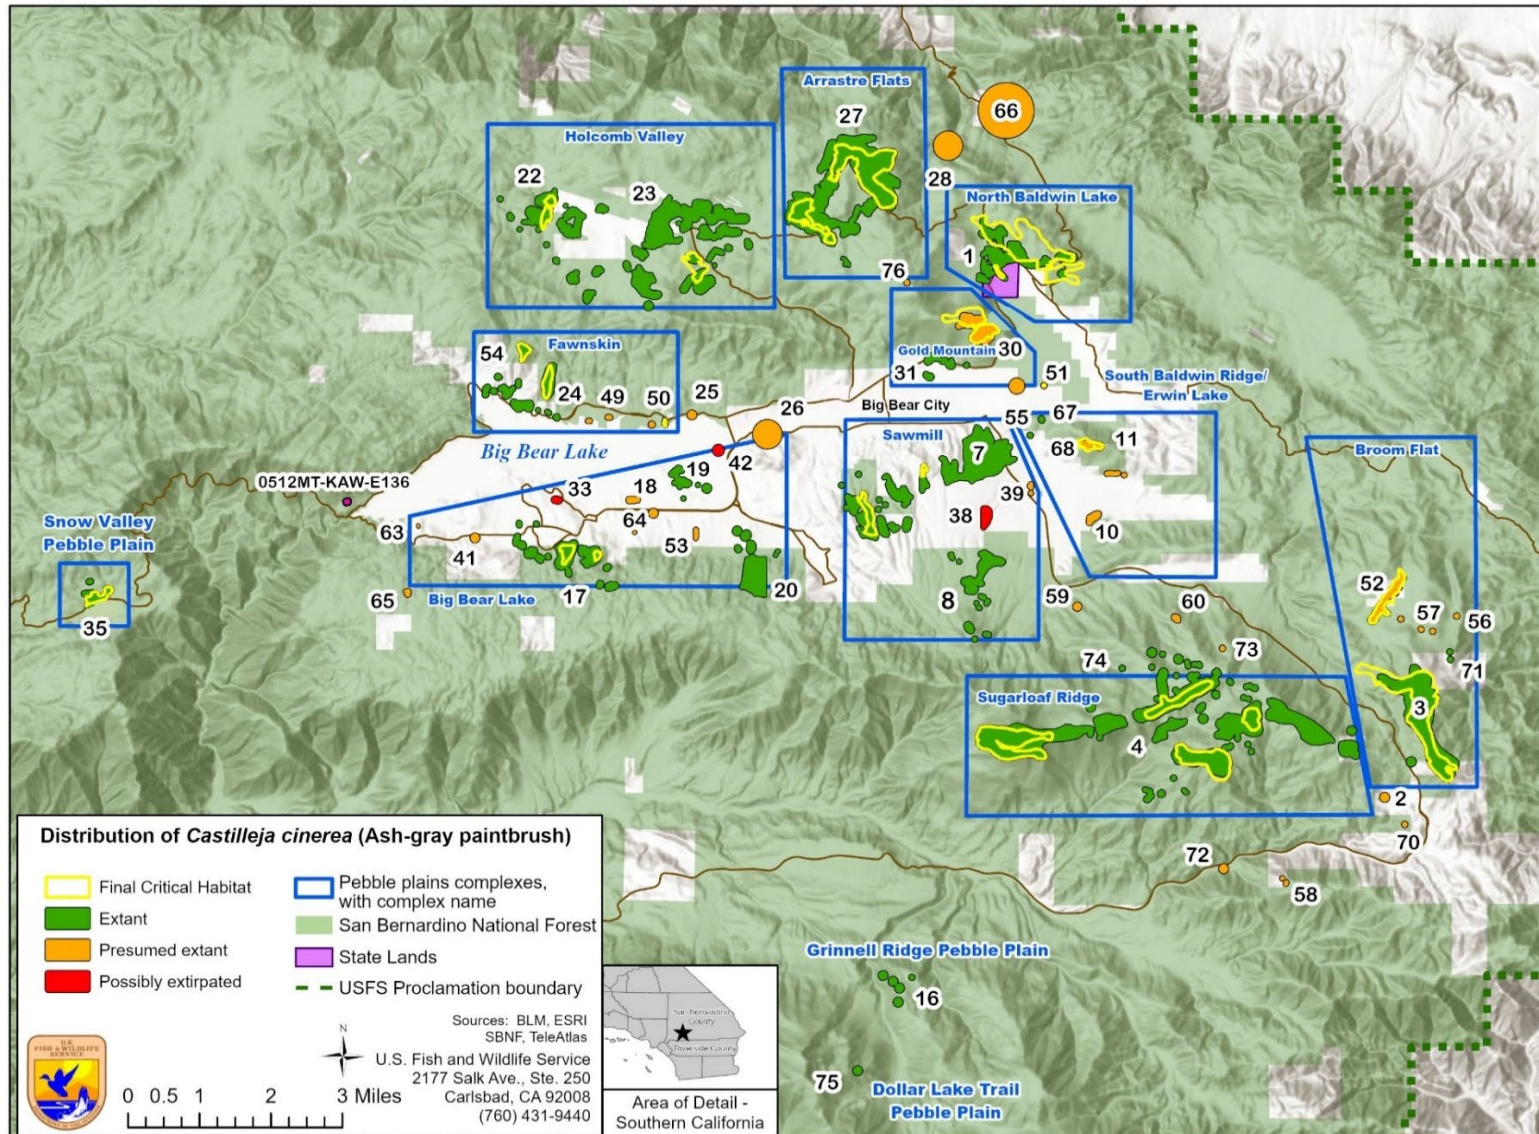 Arrastre Flats
66
27
Holcomb Valley
28
22
23
North Baldwin Lake
1
76
Fawnskin
54
Gold Mountain
30
31
51
South Baldwin Ridge/
Erwin Lake
24
49
50
25
26
Big Bear City
55
67
Sawmill
7
68
11
Broom Flat
Big Bear Lake
42
19
0512MT-KAW-E136
33
18
39
38
10
Snow Valley
Pebble Plain
63
64
41
53
52
57
56
65
Big Bear Lake
17
20
8
59
60
35
73
74
71
Sugarloaf Ridge
3
4
2
70
72
58
Distribution of Castilleja cinerea (Ash-gray paintbrush)
Final Critical Habitat
Extant
Presumed extant
Possibly extirpated
Pebble plains complexes,
with complex name
San Bernardino National Forest
State Lands
USFS Proclamation boundary
Sources: BLM, ESRI
SBNF, TeleAtlas
U.S. Fish and Wildlife Service
2177 Salk Ave., Ste. 250
Carlsbad, CA 92008
(760) 431-9440
N
U.S.
FISH & WILDLIFE
SERVICE
0 0.5 1 2 3 Miles
San Bernardino
County
Riverside County
Area of Detail -
Southern California
Grinnell Ridge Pebble Plain
16
75
Dollar Lake Trail
Pebble Plain